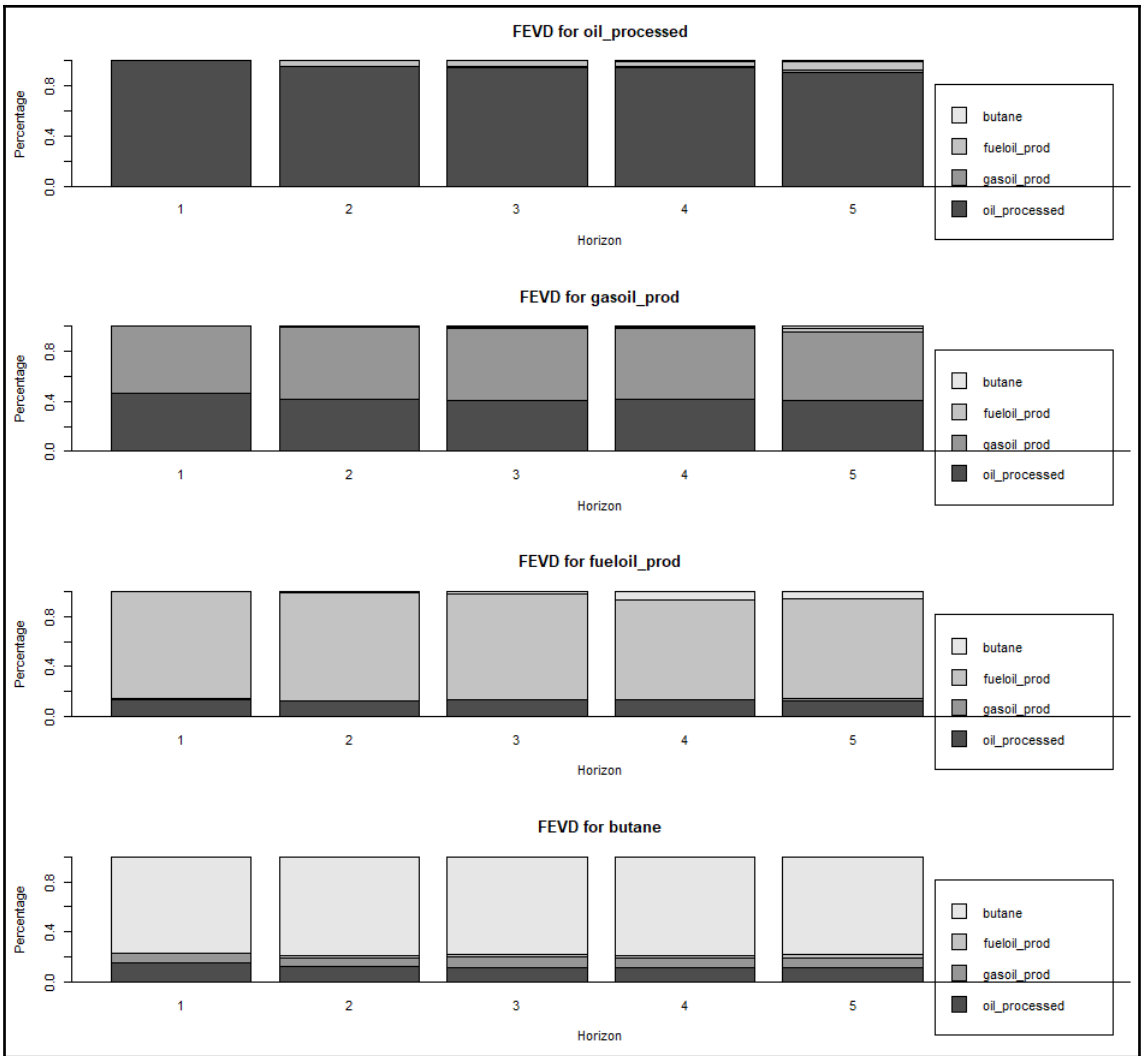 FEVD for oil_processed
Percentage
0.0 0.4 0.8
butane
fueloil_prod
gasoil_prod
oil_processed
1 2 3 4 5
Horizon
FEVD for gasoil_prod
Percentage
0.0 0.4 0.8
butane
fueloil_prod
gasoil_prod
oil_processed
1 2 3 4 5
Horizon
FEVD for fueloil_prod
Percentage
0.0 0.4 0.8
butane
fueloil_prod
gasoil_prod
oil_processed
1 2 3 4 5
Horizon
FEVD for butane
Percentage
0.0 0.4 0.8
butane
fueloil_prod
gasoil_prod
oil_processed
1 2 3 4 5
Horizon